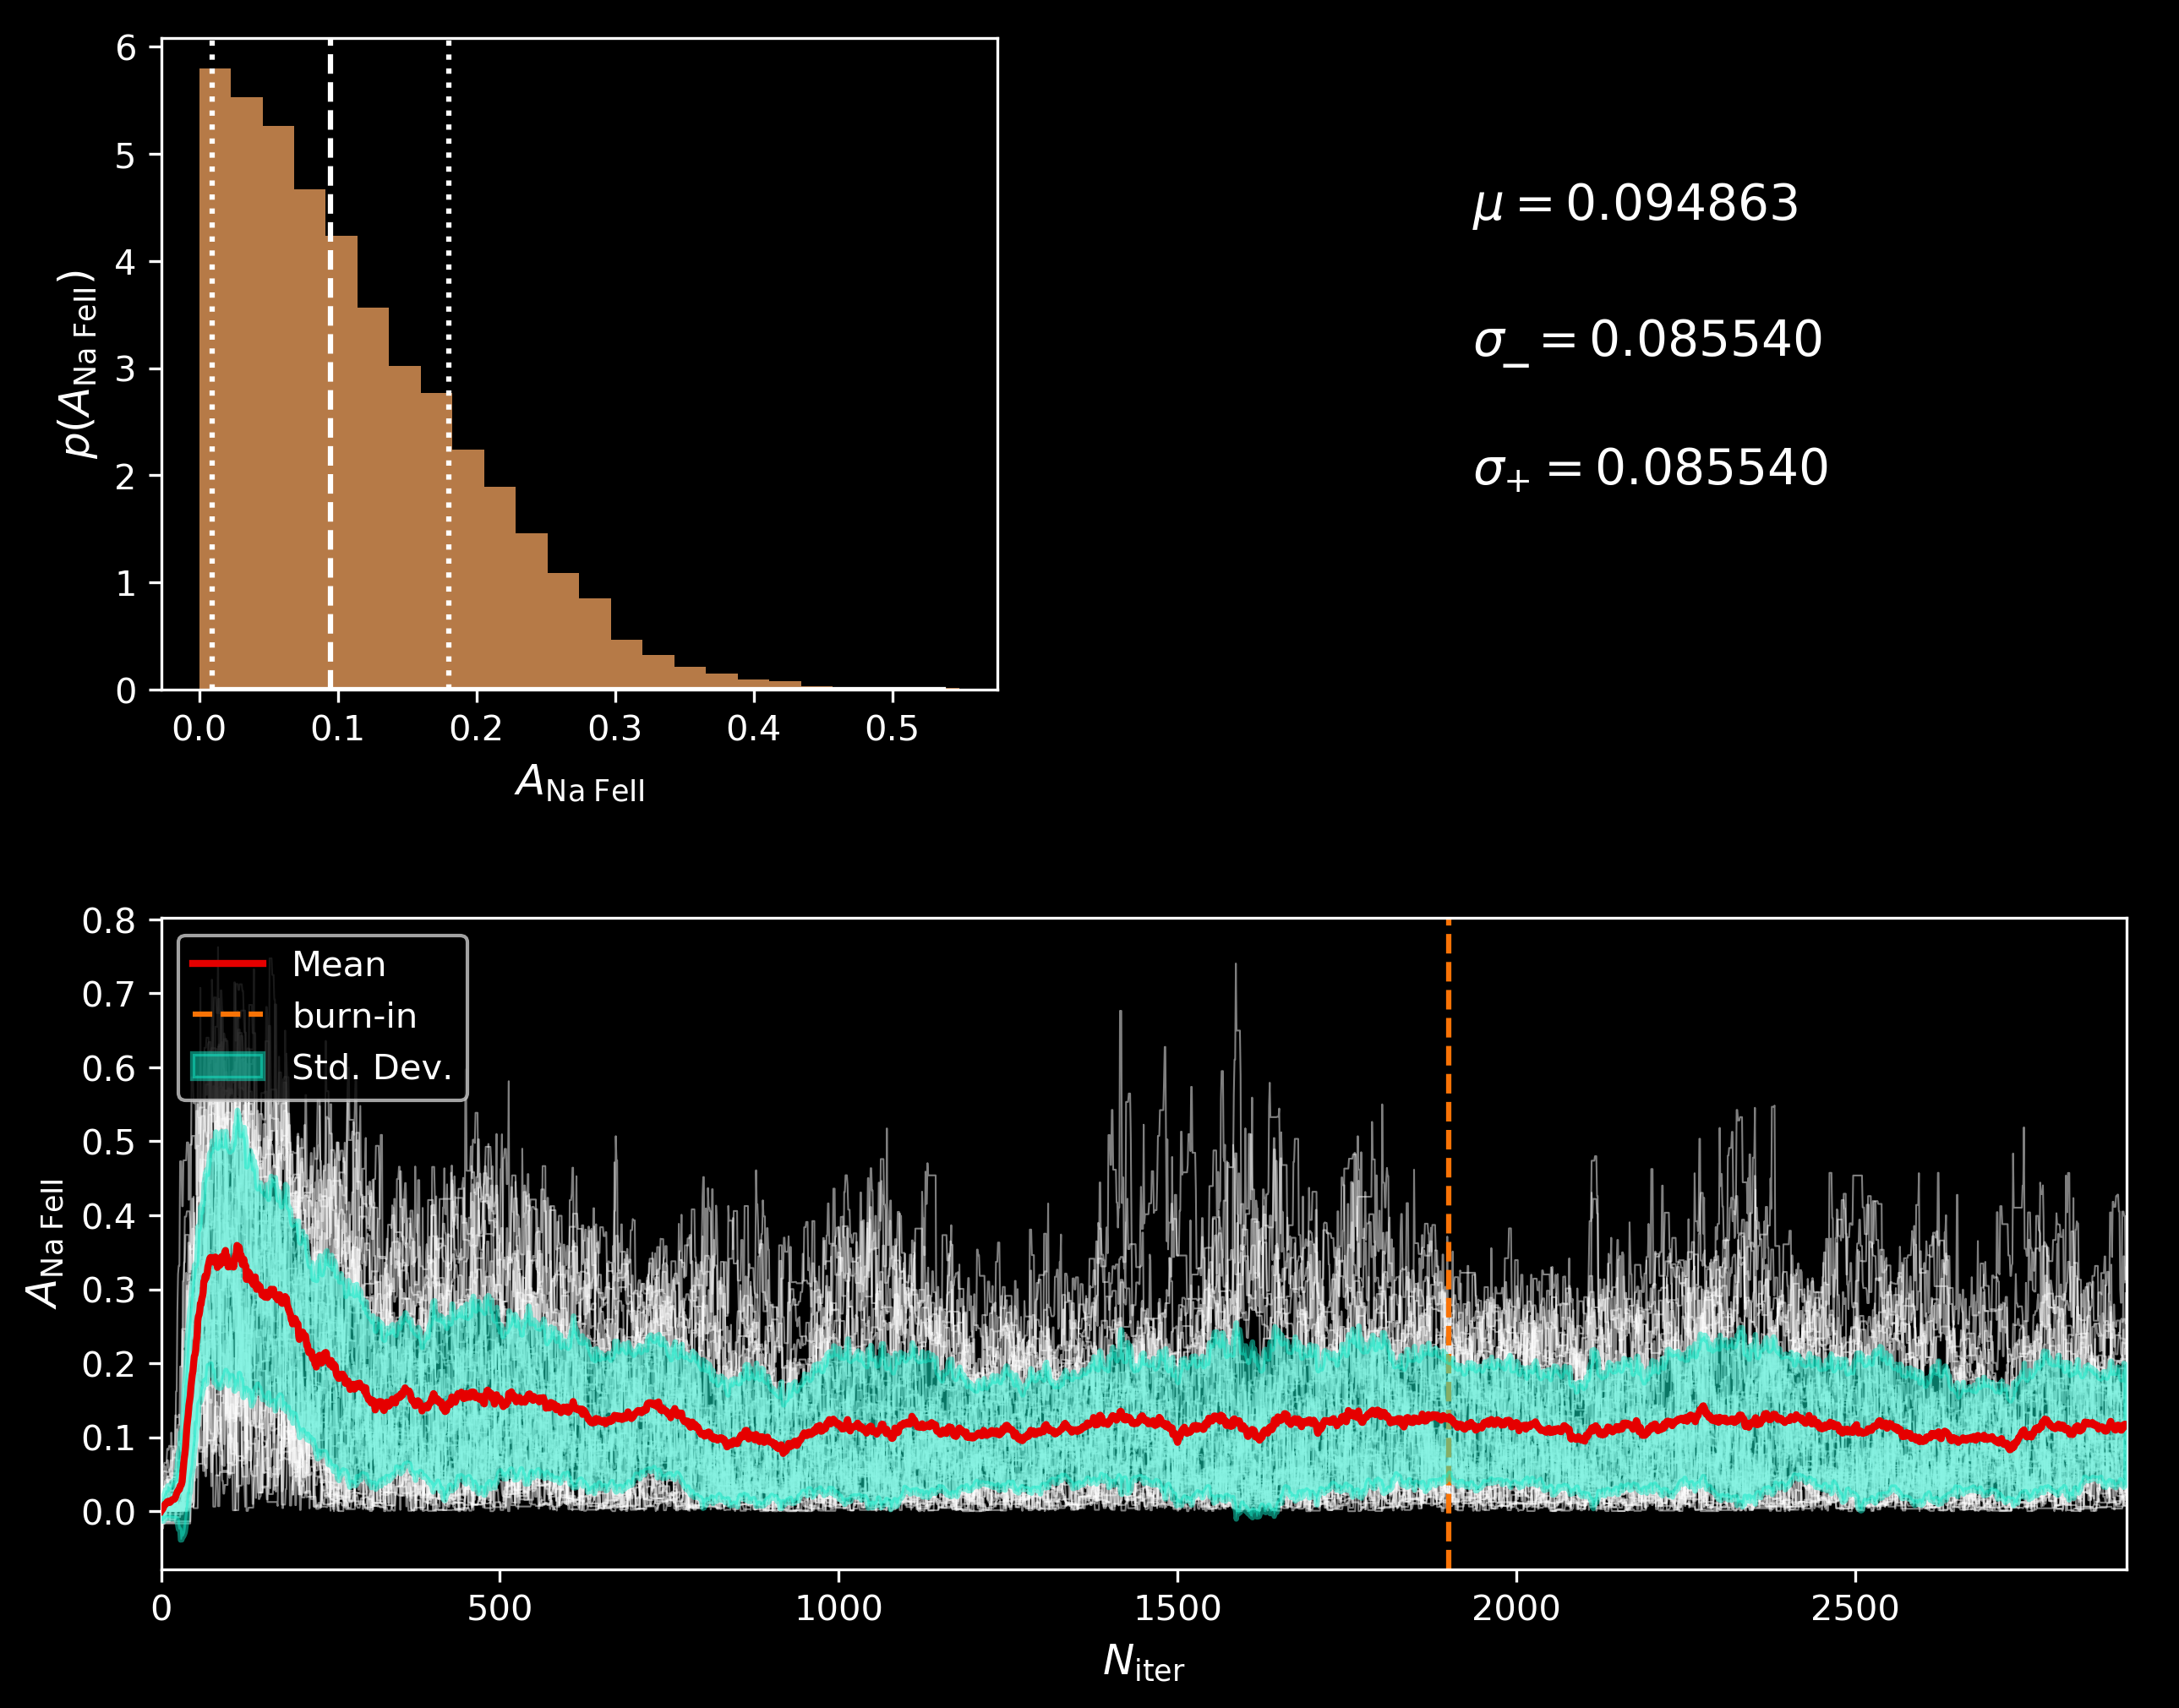 6
5
4
3
2
1
0
p(A_Na FeII)
0.0 0.1 0.2 0.3 0.4 0.5
A_Na FeII
μ = 0.094863
σ_− = 0.085540
σ_+ = 0.085540
0.8
0.7
0.6
0.5
0.4
0.3
0.2
0.1
0.0
A_Na FeII
Mean
burn-in
Std. Dev.
0 500 1000 1500 2000 2500
N_iter